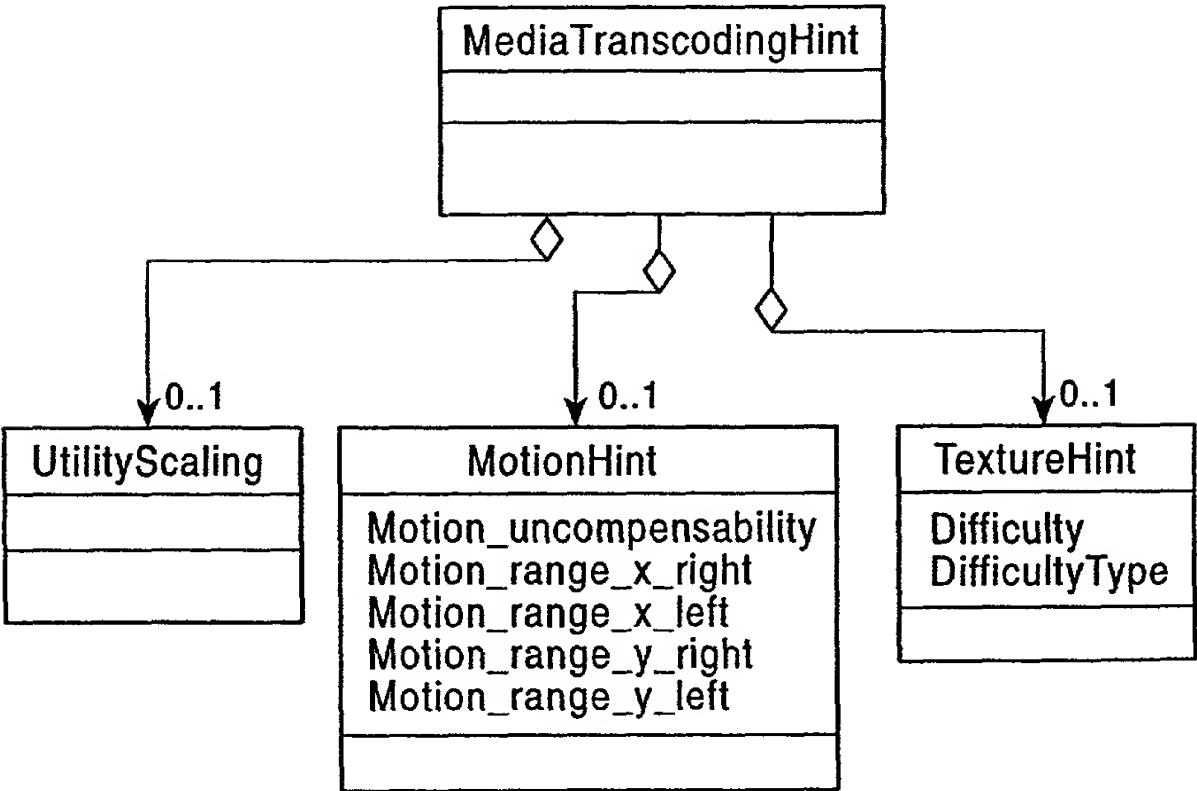 MediaTranscodingHint
0..1
0..1
0..1
UtilityScaling
MotionHint
Motion_uncompensability
Motion_range_x_right
Motion_range_x_left
Motion_range_y_right
Motion_range_y_left
TextureHint
Difficulty
DifficultyType